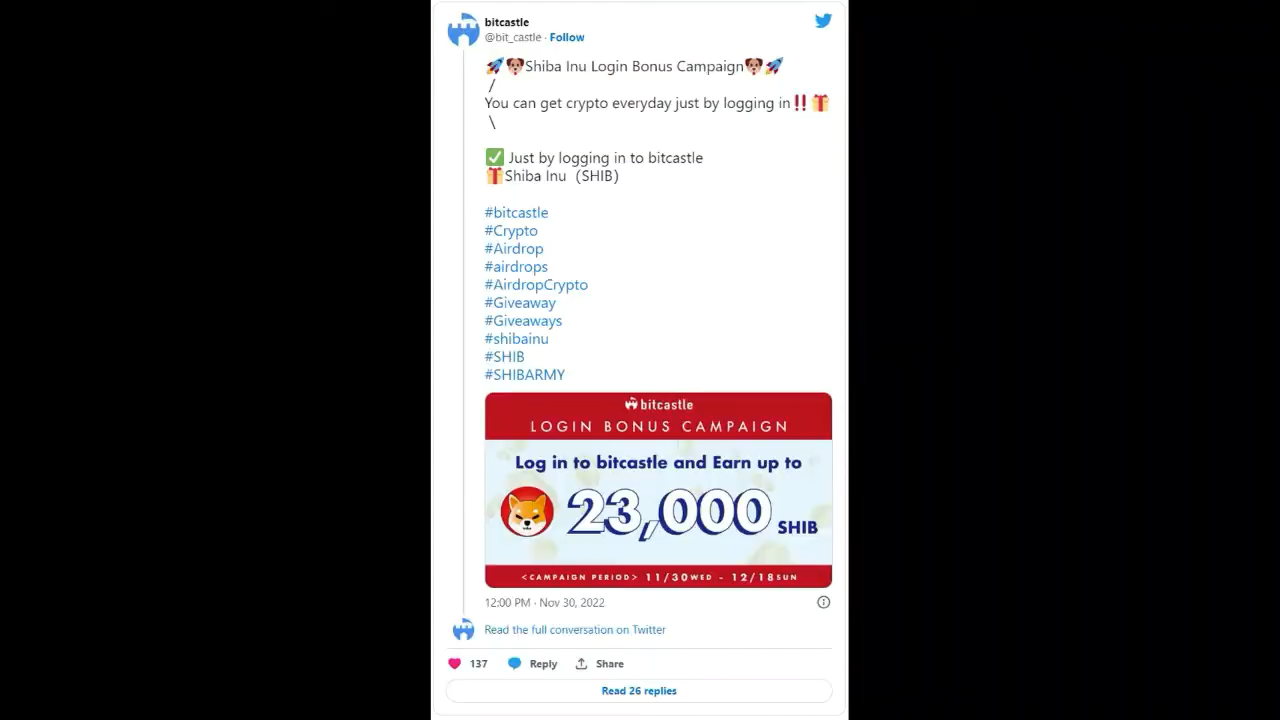 bitcastle
@bit_castle · Follow
🚀🐶Shiba Inu Login Bonus Campaign🐶🚀
/
You can get crypto everyday just by logging in‼️🎁
\
✅ Just by logging in to bitcastle
🎁Shiba Inu（SHIB）
#bitcastle
#Crypto
#Airdrop
#airdrops
#AirdropCrypto
#Giveaway
#Giveaways
#shibainu
#SHIB
#SHIBARMY
bitcastle
LOGIN BONUS CAMPAIGN
Log in to bitcastle and Earn up to
23,000 SHIB
<CAMPAIGN PERIOD> 11/30WED - 12/18SUN
12:00 PM · Nov 30, 2022
Read the full conversation on Twitter
137 Reply Share
Read 26 replies